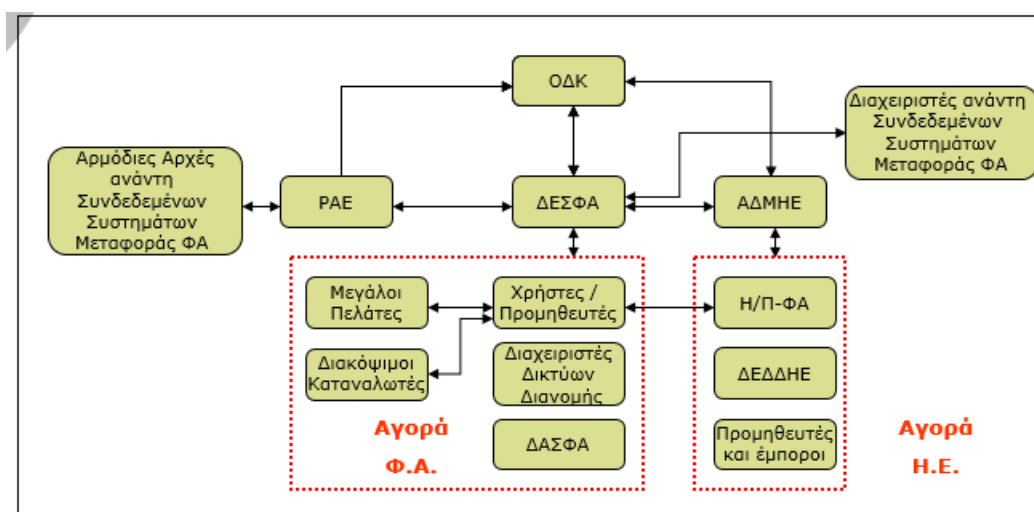 ΟΔΚ
Διαχειριστές ανάντη
Συνδεδεμένων
Συστημάτων
Μεταφοράς ΦΑ
Αρμόδιες Αρχές
ανάντη
Συνδεδεμένων
Συστημάτων
Μεταφοράς ΦΑ
ΡΑΕ
ΔΕΣΦΑ
ΑΔΜΗΕ
Μεγάλοι
Πελάτες
Χρήστες /
Προμηθευτές
Η/Π-ΦΑ
Διακόψιμοι
Καταναλωτές
Διαχειριστές
Δικτύων
Διανομής
ΔΕΔΔΗΕ
Αγορά
Φ.Α.
ΔΑΣΦΑ
Προμηθευτές
και έμποροι
Αγορά
Η.Ε.